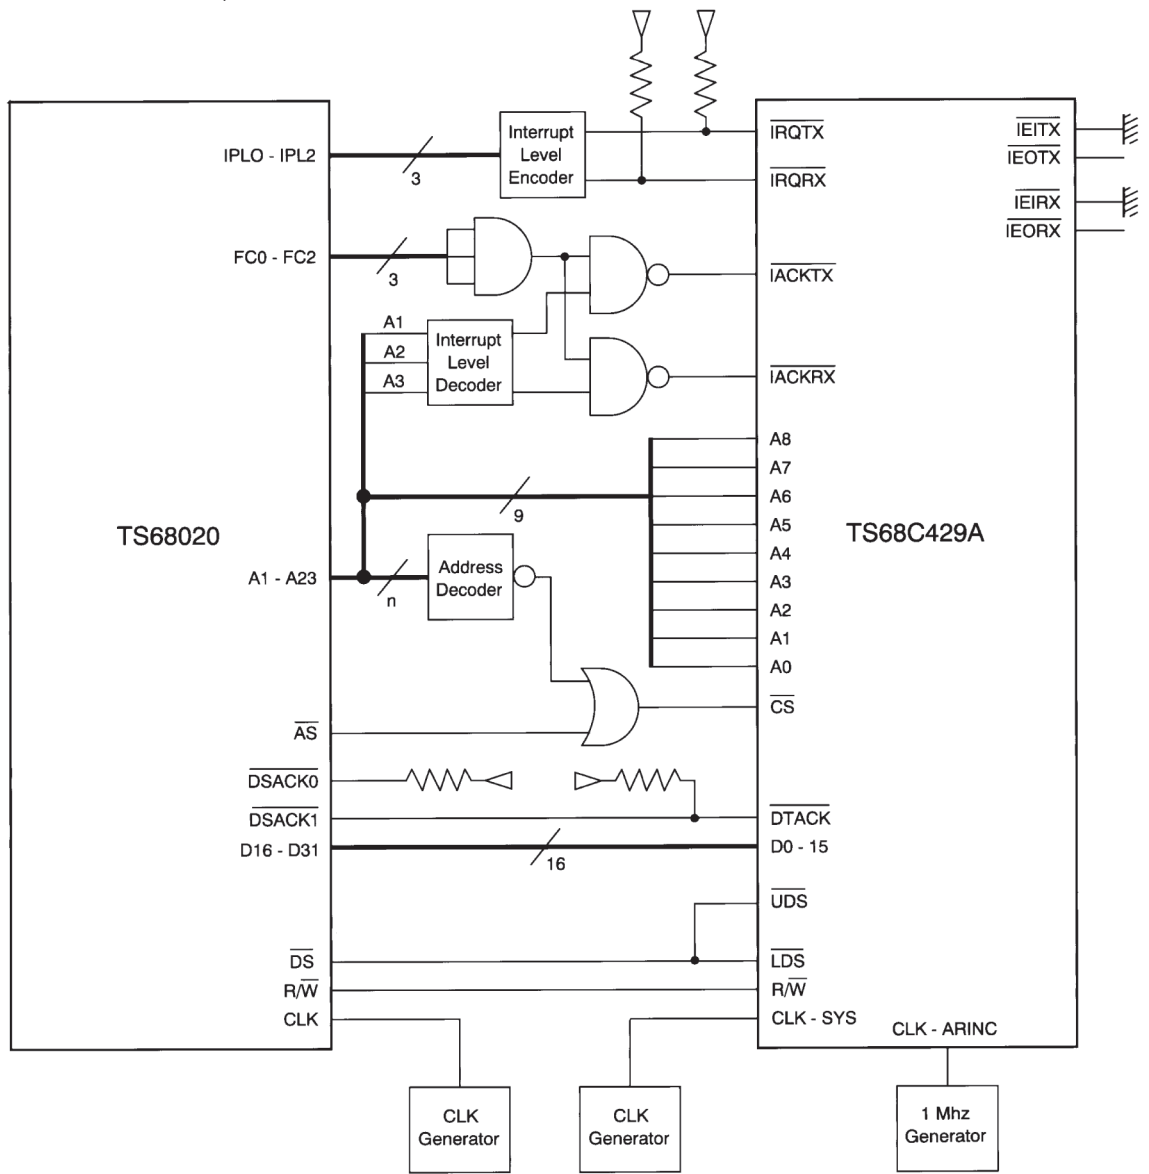 IPLO - IPL2
3
Interrupt
Level
Encoder
IRQTX
IRQRX
IEITX
IEOTX
IEIRX
IEORX
FC0 - FC2
3
IACKTX
A1
A2
A3
Interrupt
Level
Decoder
IACKRX
A8
A7
A6
A5
A4
A3
A2
A1
A0
9
TS68020
TS68C429A
A1 - A23
n
Address
Decoder
CS
AS
DSACK0
DSACK1
DTACK
D16 - D31
16
D0 - 15
UDS
DS
LDS
R/W
R/W
CLK
CLK - SYS
CLK - ARINC
CLK
Generator
CLK
Generator
1 Mhz
Generator